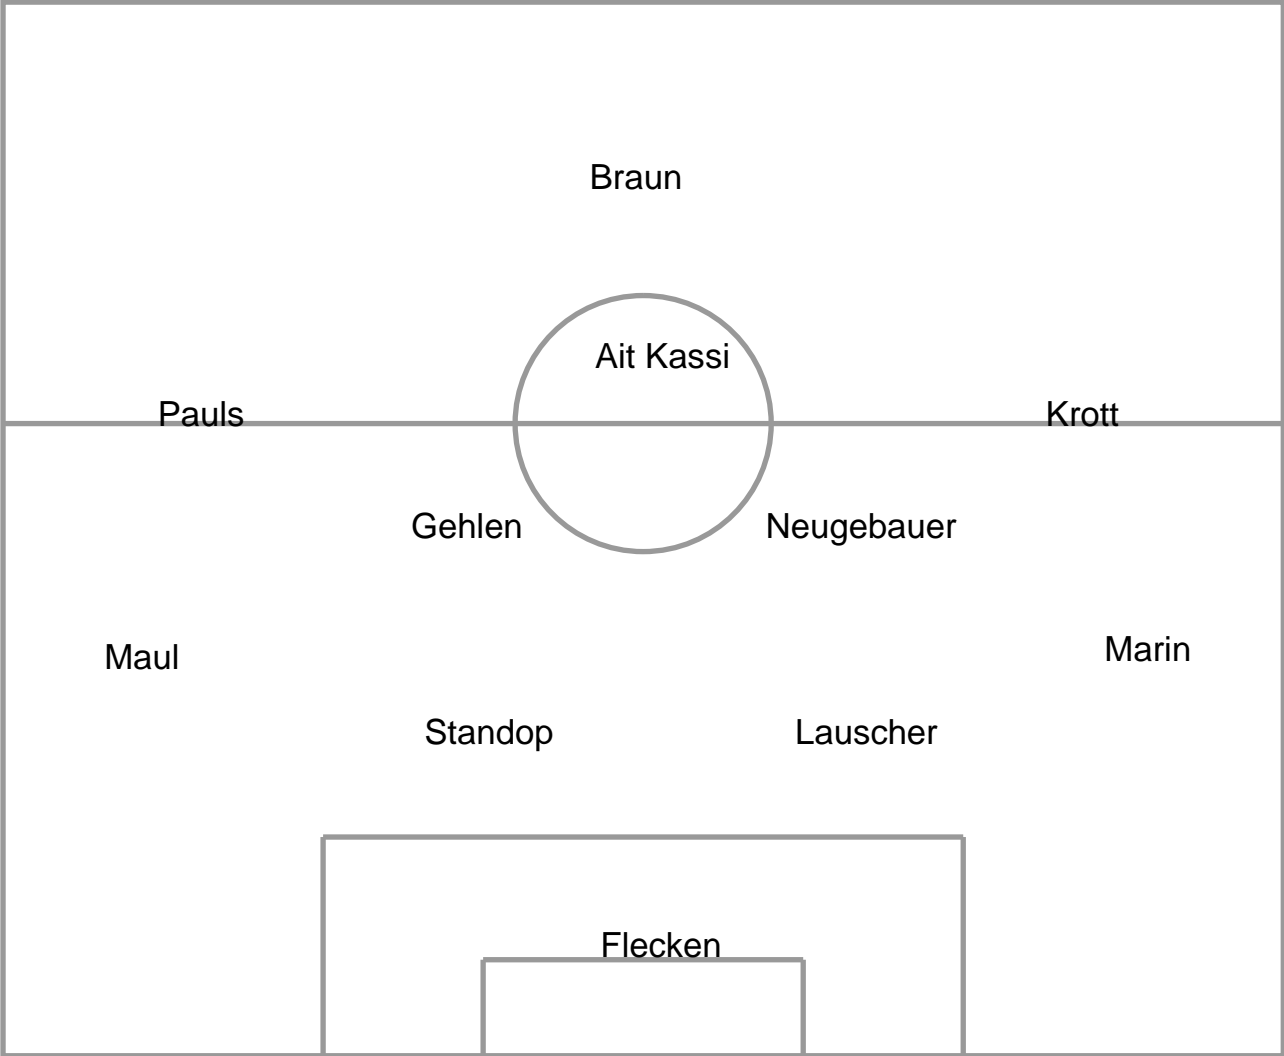 Braun
Ait Kassi
Pauls
Krott
Gehlen
Neugebauer
Maul
Marin
Standop
Lauscher
Flecken